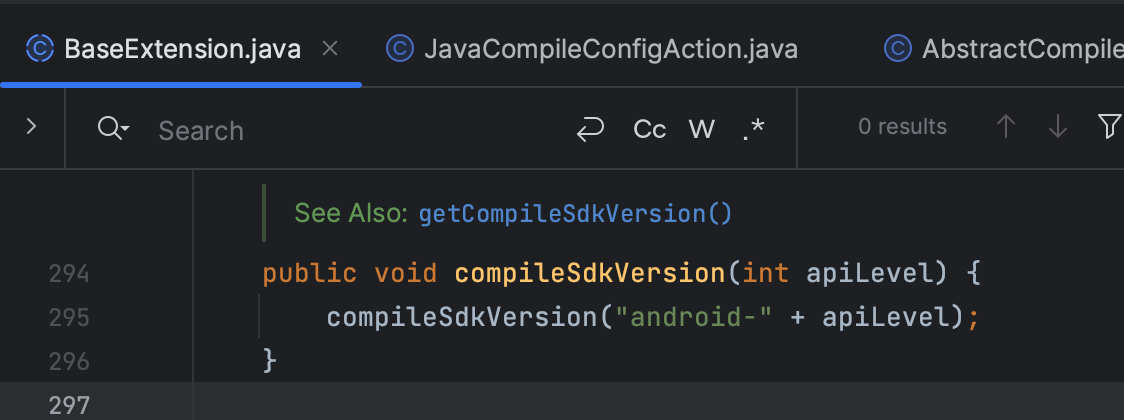 BaseExtension.java JavaCompileConfigAction.java AbstractCompile
Search Cc W .* 0 results
See Also: getCompileSdkVersion()
294 public void compileSdkVersion(int apiLevel) {
295 compileSdkVersion("android-" + apiLevel);
296 }
297